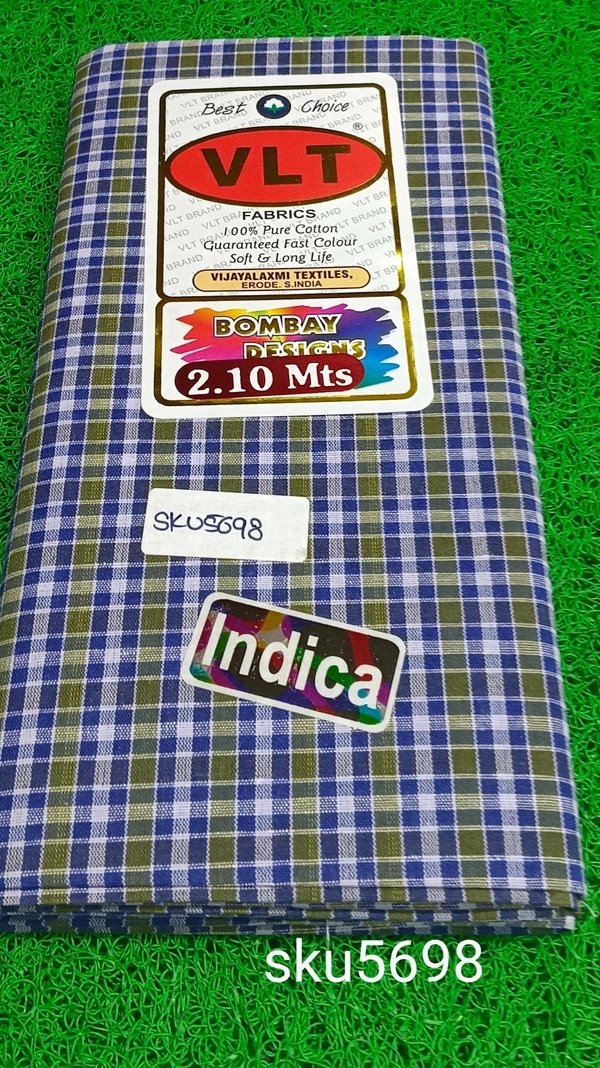 Best Choice
VLT
®
FABRICS
100% Pure Cotton
Guaranteed Fast Colour
Soft & Long Life
VIJAYALAXMI TEXTILES,
ERODE. S.INDIA
BOMBAY
DESIGNS
2.10 Mts
SKU5698
Indica
sku5698